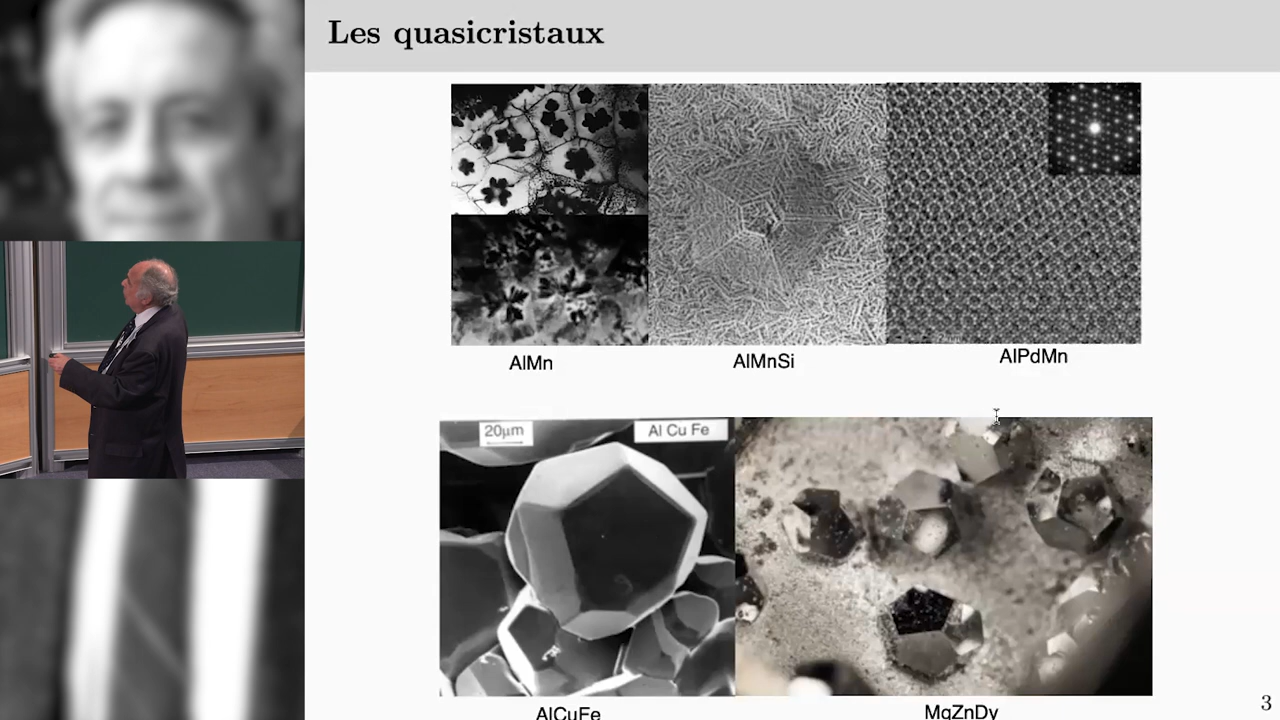 Les quasicristaux
AlMn
AlMnSi
AlPdMn
20μm
Al Cu Fe
AlCuFe
MgZnDy
3